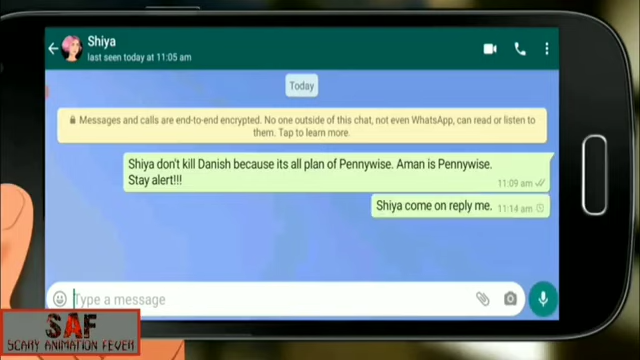 Shiya
last seen today at 11:05 am
Today
Messages and calls are end-to-end encrypted. No one outside of this chat, not even WhatsApp, can read or listen to
them. Tap to learn more.
Shiya don't kill Danish because its all plan of Pennywise. Aman is Pennywise.
Stay alert!!!
11:09 am
Shiya come on reply me.
11:14 am
Type a message
SAF
SCARY ANIMATION FEVER